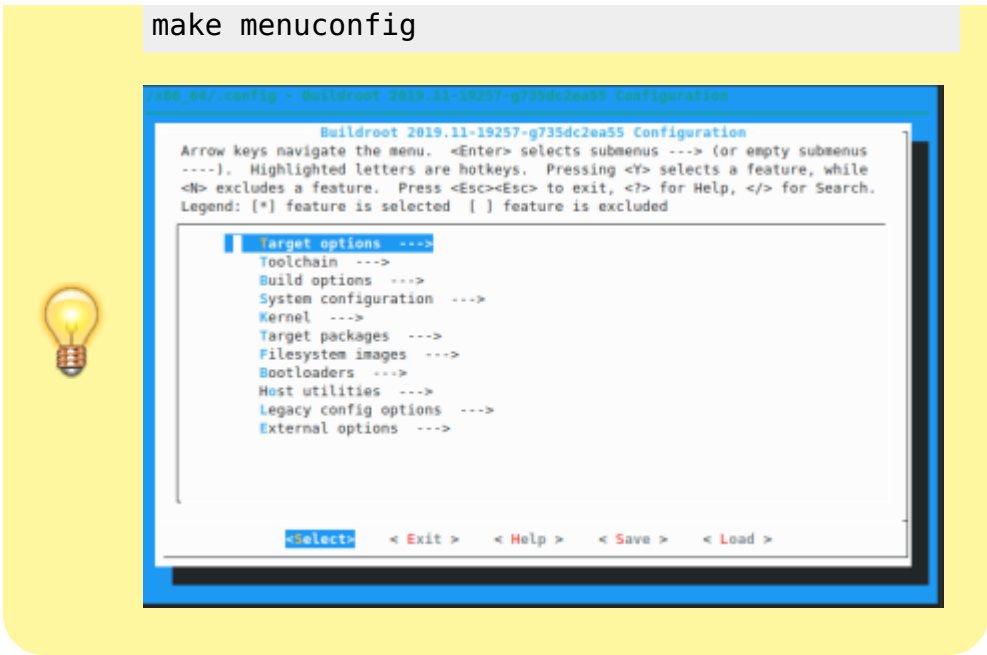 make menuconfig
/x86_64/.config - Buildroot 2019.11-19257-g735dc2ea55 Configuration
Buildroot 2019.11-19257-g735dc2ea55 Configuration
Arrow keys navigate the menu.  <Enter> selects submenus ---> (or empty submenus
----).  Highlighted letters are hotkeys.  Pressing <Y> selects a feature, while
<N> excludes a feature.  Press <Esc><Esc> to exit, <?> for Help, </> for Search.
Legend: [*] feature is selected  [ ] feature is excluded
Target options  --->
Toolchain  --->
Build options  --->
System configuration  --->
Kernel  --->
Target packages  --->
Filesystem images  --->
Bootloaders  --->
Host utilities  --->
Legacy config options  --->
External options  --->
<Select>    < Exit >    < Help >    < Save >    < Load >